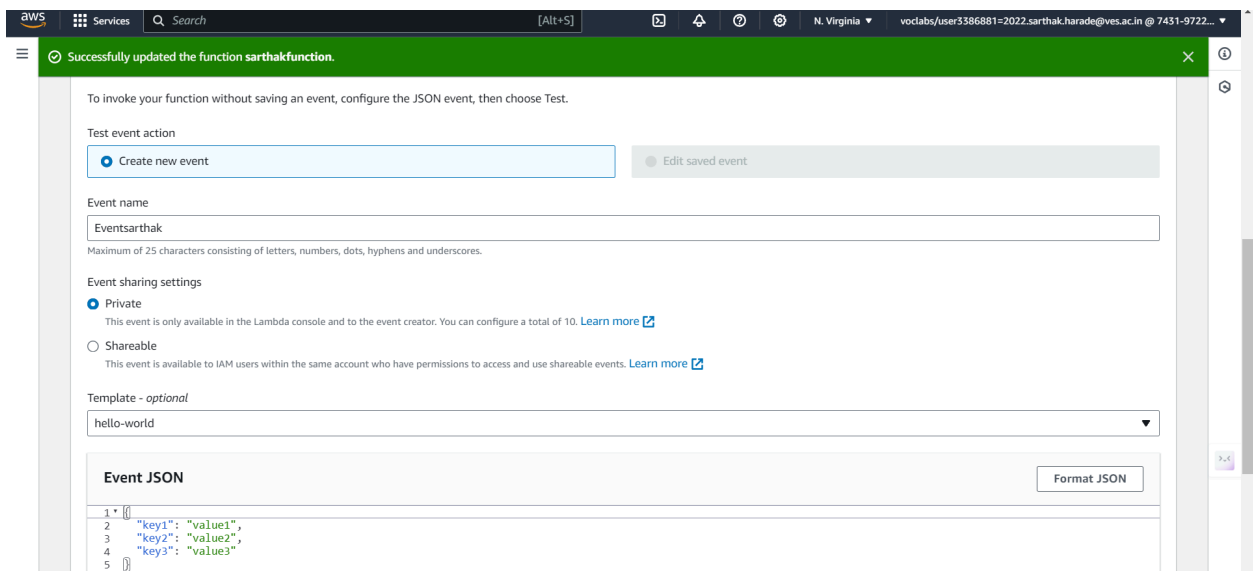 aws Services Search [Alt+S] N. Virginia ▼ voclabs/user3386881=2022.sarthak.harade@ves.ac.in @ 7431-9722... ▼
Successfully updated the function sarthakfunction.
To invoke your function without saving an event, configure the JSON event, then choose Test.
Test event action
Create new event Edit saved event
Event name
Eventsarthak
Maximum of 25 characters consisting of letters, numbers, dots, hyphens and underscores.
Event sharing settings
Private
This event is only available in the Lambda console and to the event creator. You can configure a total of 10. Learn more
Shareable
This event is available to IAM users within the same account who have permissions to access and use shareable events. Learn more
Template - optional
hello-world
Event JSON Format JSON
1 {
2 "key1": "value1",
3 "key2": "value2",
4 "key3": "value3"
5 }